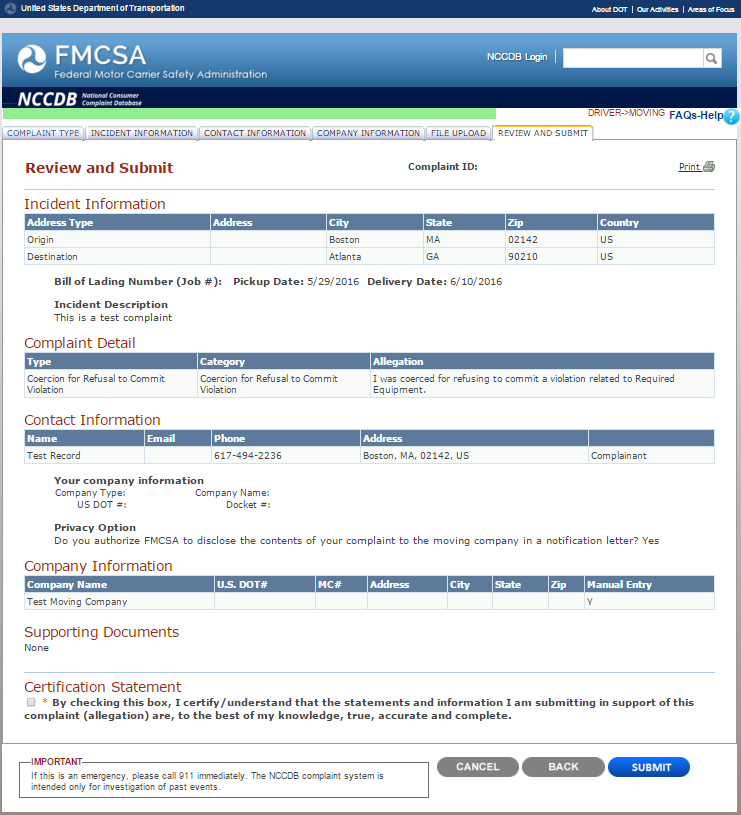 United States Department of Transportation
About DOT | Our Activities | Areas of Focus
FMCSA
Federal Motor Carrier Safety Administration
NCCDB Login
NCCDB National Consumer Complaint Database
DRIVER->MOVING FAQs-Help ?
COMPLAINT TYPE INCIDENT INFORMATION CONTACT INFORMATION COMPANY INFORMATION FILE UPLOAD REVIEW AND SUBMIT
Review and Submit Complaint ID: Print
Incident Information
Address Type Address City State Zip Country
Origin Boston MA 02142 US
Destination Atlanta GA 90210 US
Bill of Lading Number (Job #): Pickup Date: 5/29/2016 Delivery Date: 6/10/2016
Incident Description
This is a test complaint
Complaint Detail
Type Category Allegation
Coercion for Refusal to Commit Violation Coercion for Refusal to Commit Violation I was coerced for refusing to commit a violation related to Required Equipment.
Contact Information
Name Email Phone Address
Test Record 617-494-2236 Boston, MA, 02142, US Complainant
Your company information
Company Type: Company Name:
US DOT #: Docket #:
Privacy Option
Do you authorize FMCSA to disclose the contents of your complaint to the moving company in a notification letter? Yes
Company Information
Company Name U.S. DOT# MC# Address City State Zip Manual Entry
Test Moving Company Y
Supporting Documents
None
Certification Statement
* By checking this box, I certify/understand that the statements and information I am submitting in support of this
complaint (allegation) are, to the best of my knowledge, true, accurate and complete.
IMPORTANT
If this is an emergency, please call 911 immediately. The NCCDB complaint system is
intended only for investigation of past events.
CANCEL BACK SUBMIT